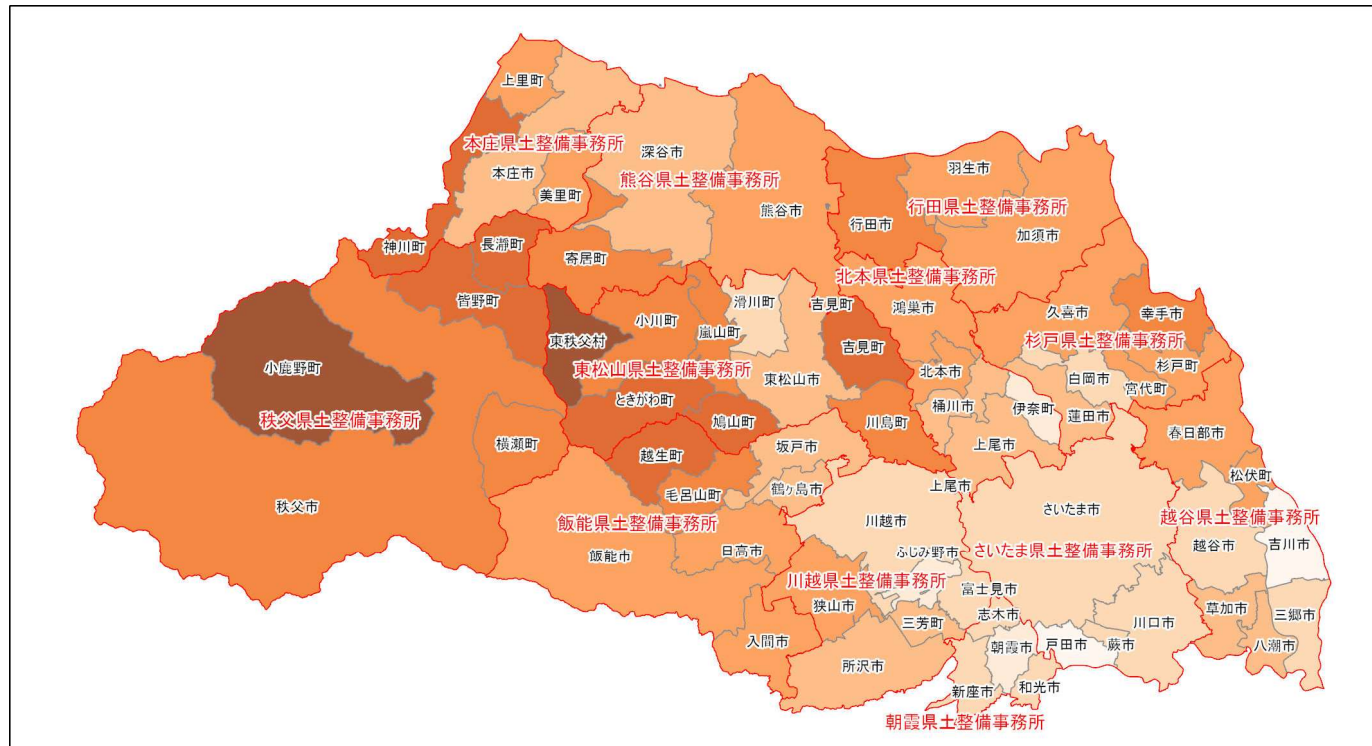 上里町
本庄県土整備事務所
本庄市
美里町
深谷市
熊谷県土整備事務所
熊谷市
羽生市
行田県土整備事務所
行田市
加須市
神川町
長瀞町
皆野町
寄居町
小川町
嵐山町
滑川町
吉見町
吉見町
北本県土整備事務所
鴻巣市
久喜市
幸手市
杉戸県土整備事務所
杉戸町
宮代町
白岡市
小鹿野町
秩父県土整備事務所
東秩父村
東松山県土整備事務所
東松山市
ときがわ町
鳩山町
川島町
北本市
桶川市
伊奈町
蓮田市
上尾市
春日部市
松伏町
横瀬町
越生町
坂戸市
毛呂山町
鶴ヶ島市
上尾市
秩父市
飯能県土整備事務所
飯能市
日高市
川越市
さいたま市
越谷県土整備事務所
越谷市
吉川市
ふじみ野市
さいたま県土整備事務所
川越県土整備事務所
狭山市
富士見市
三芳町
志木市
入間市
所沢市
朝霞市
戸田市
蕨市
川口市
草加市
八潮市
三郷市
新座市
和光市
朝霞県土整備事務所